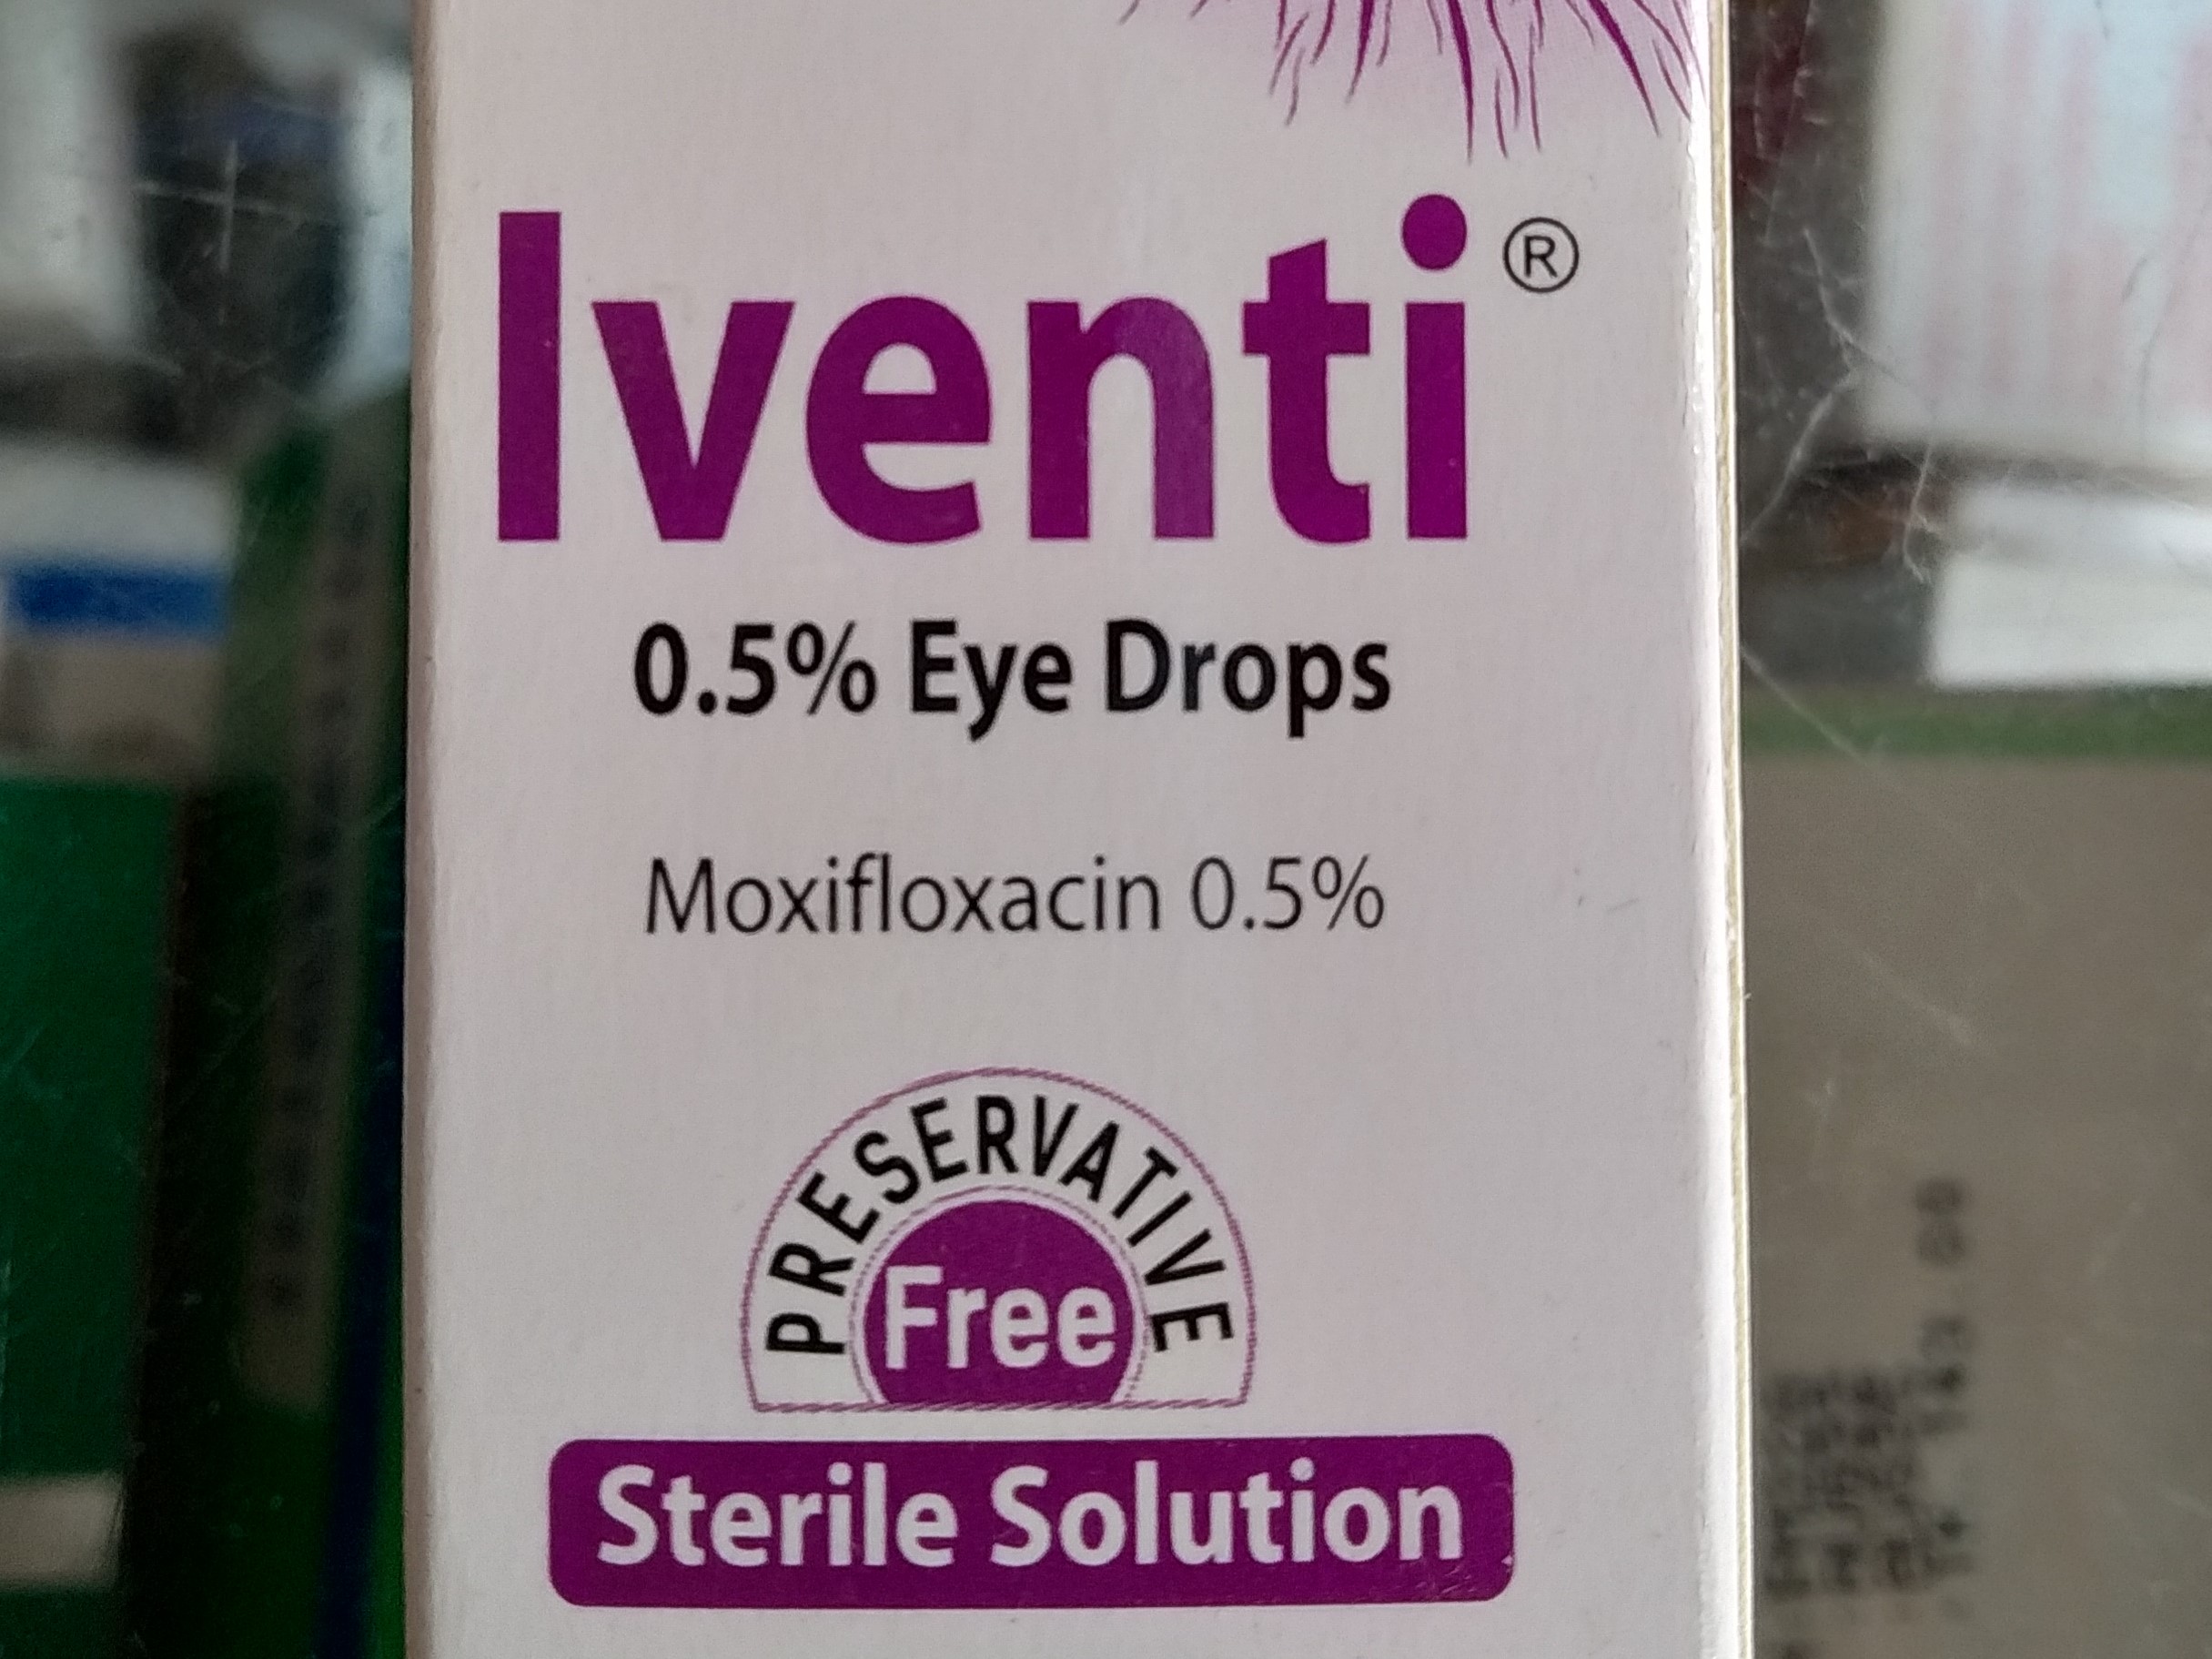 Iventi®
0.5% Eye Drops
Moxifloxacin 0.5%
PRESERVATIVE
Free
Sterile Solution